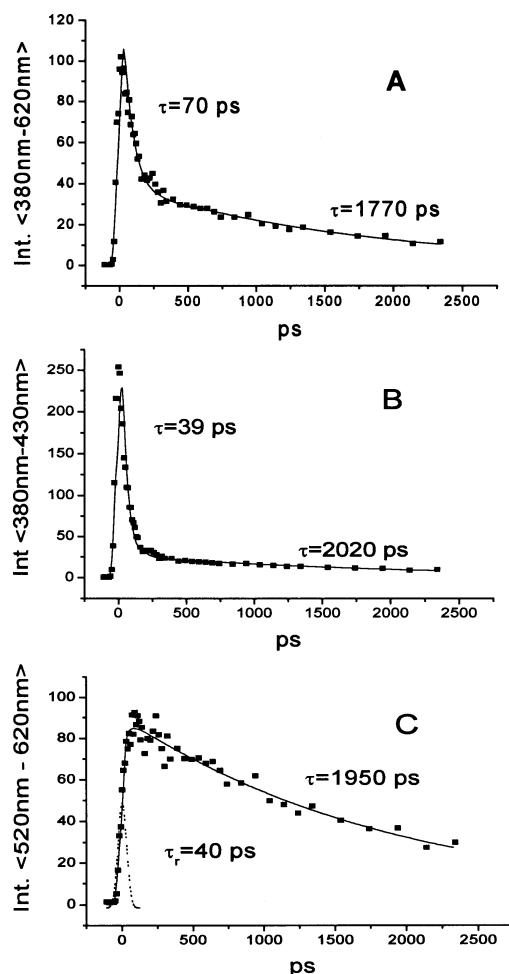 A
Int. <380nm-620nm>
120
100
80
60
40
20
0
τ=70 ps
τ=1770 ps
0 500 1000 1500 2000 2500
ps
B
Int <380nm-430nm>
250
200
150
100
50
0
τ=39 ps
τ=2020 ps
0 500 1000 1500 2000 2500
ps
C
Int. <520nm - 620nm>
100
80
60
40
20
0
τ=1950 ps
τr=40 ps
0 500 1000 1500 2000 2500
ps